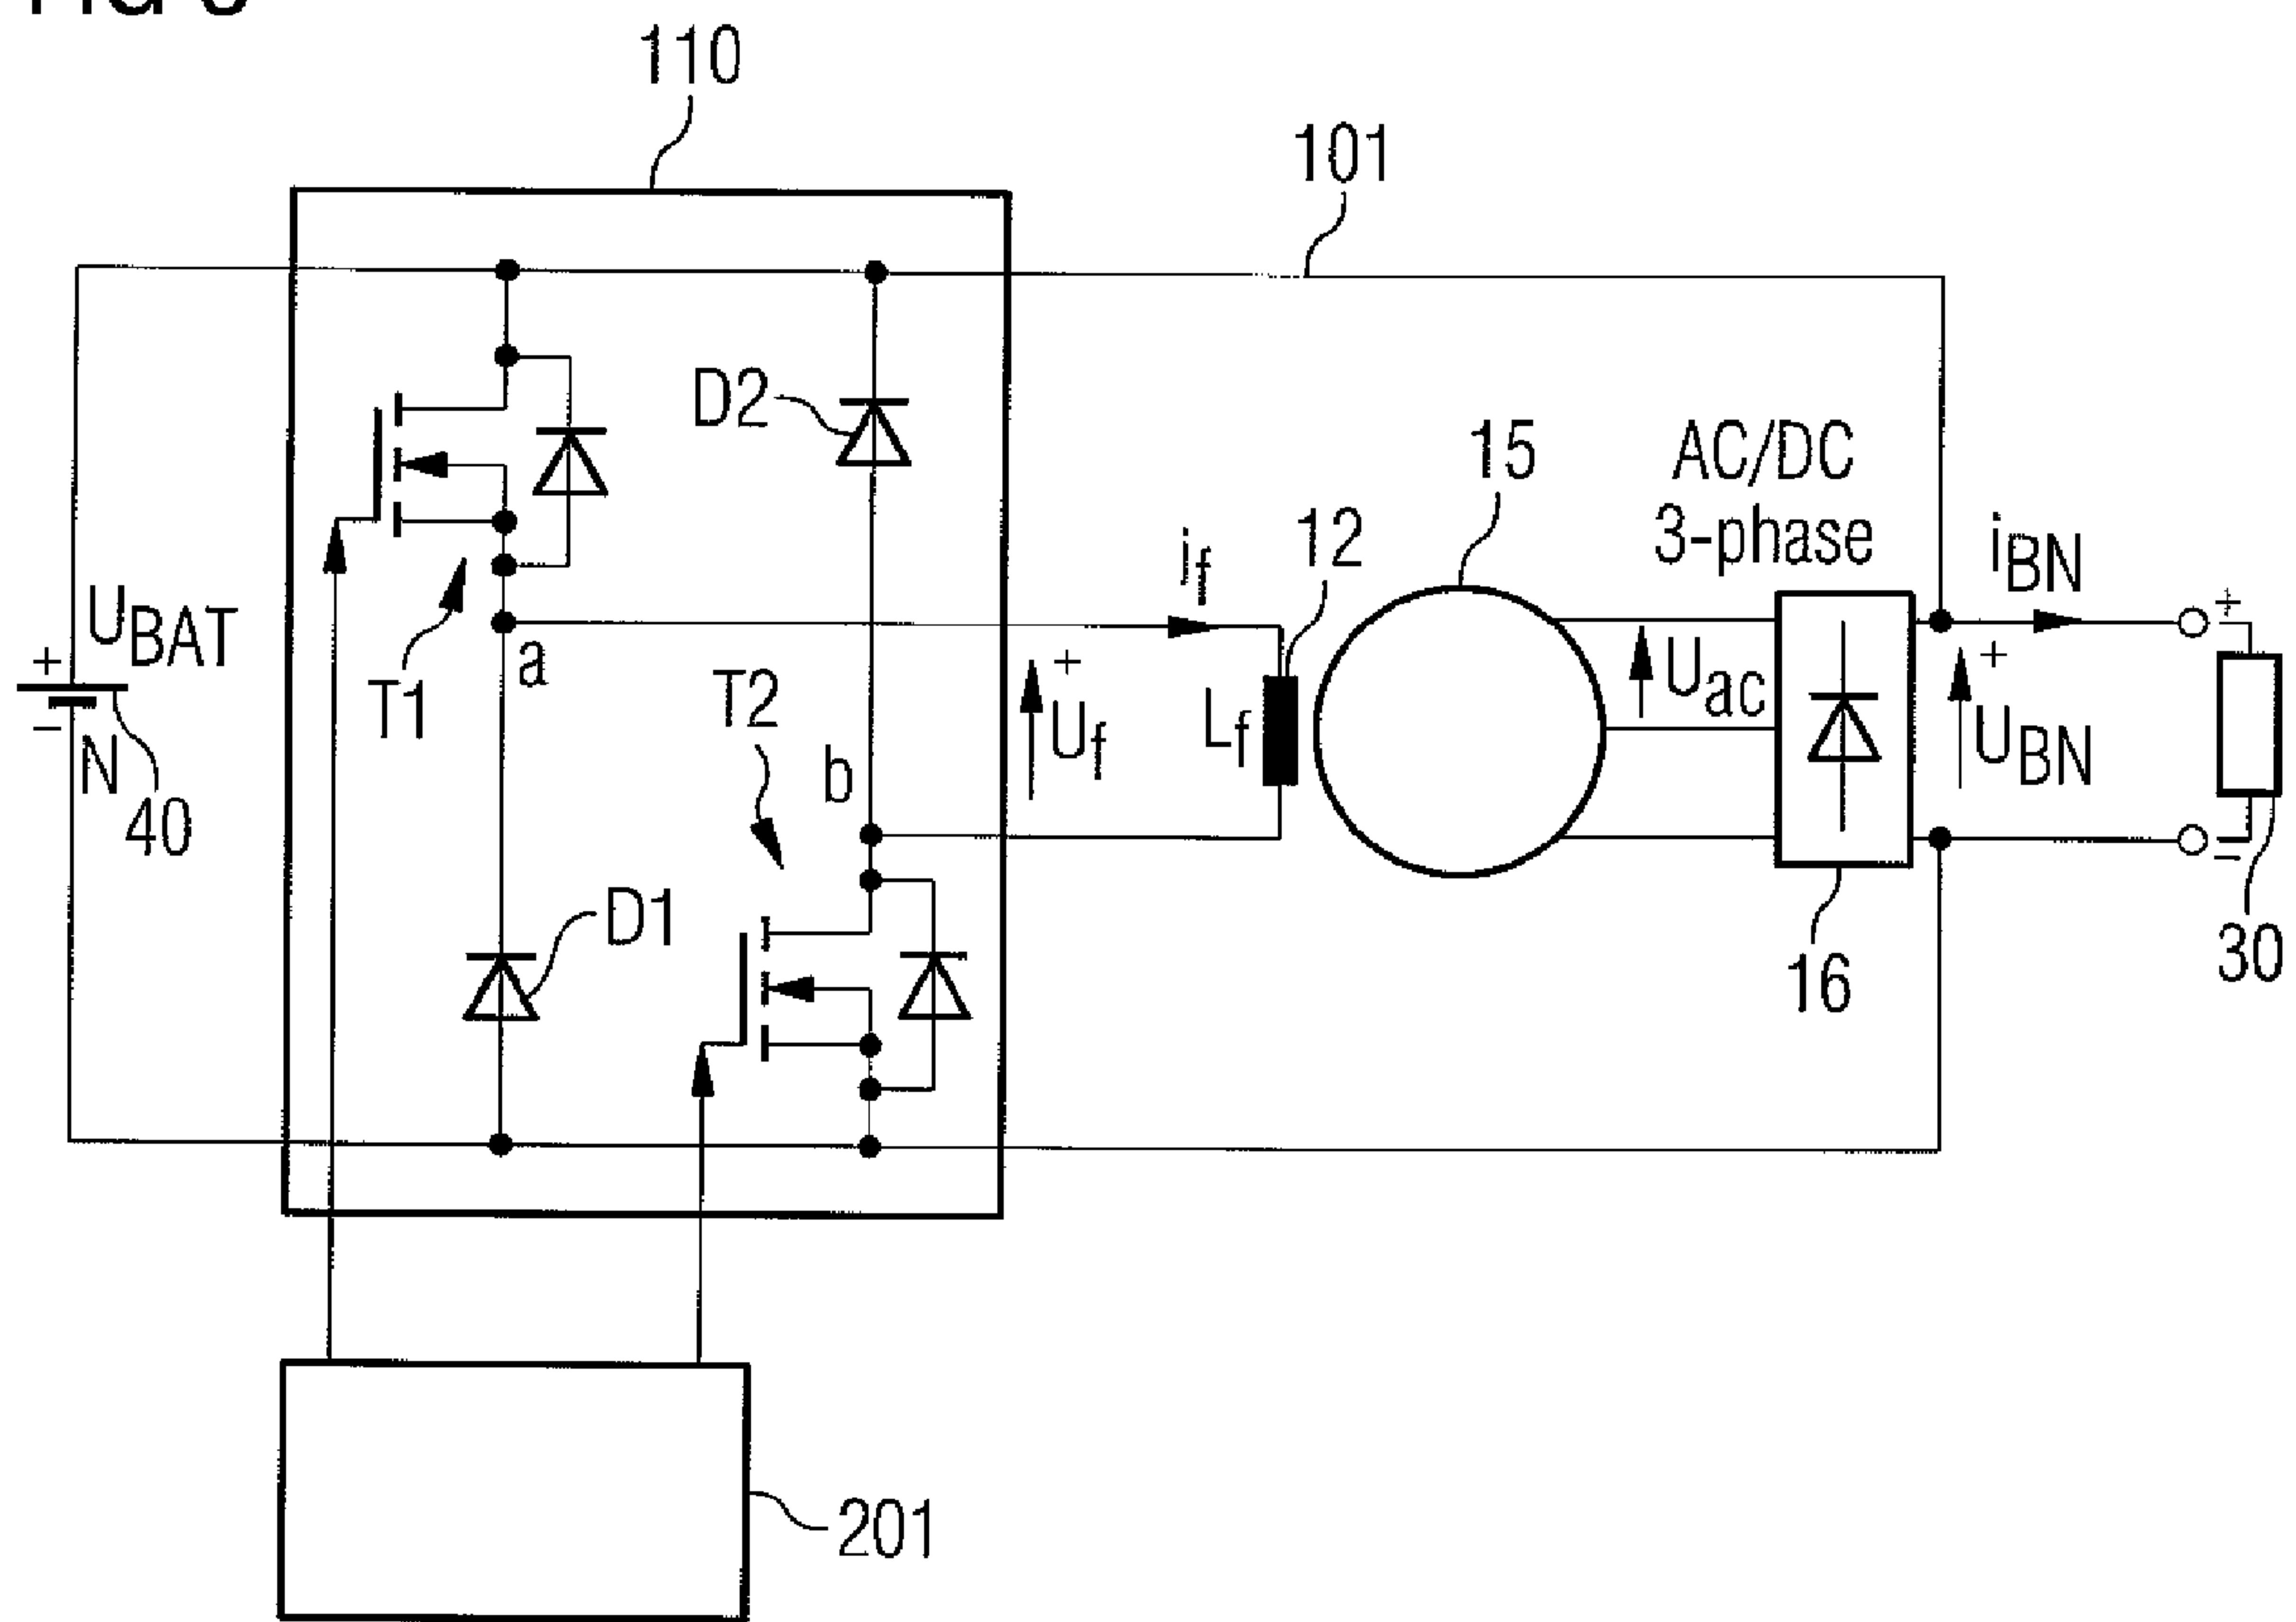 110
101
D2
15
AC/DC
3-phase
12
i_f
i_BN
+
U_BAT
+
−
N
40
T1
a
T2
b
+
U_f
L_f
U_ac
+
U_BN
+
−
30
D1
16
201